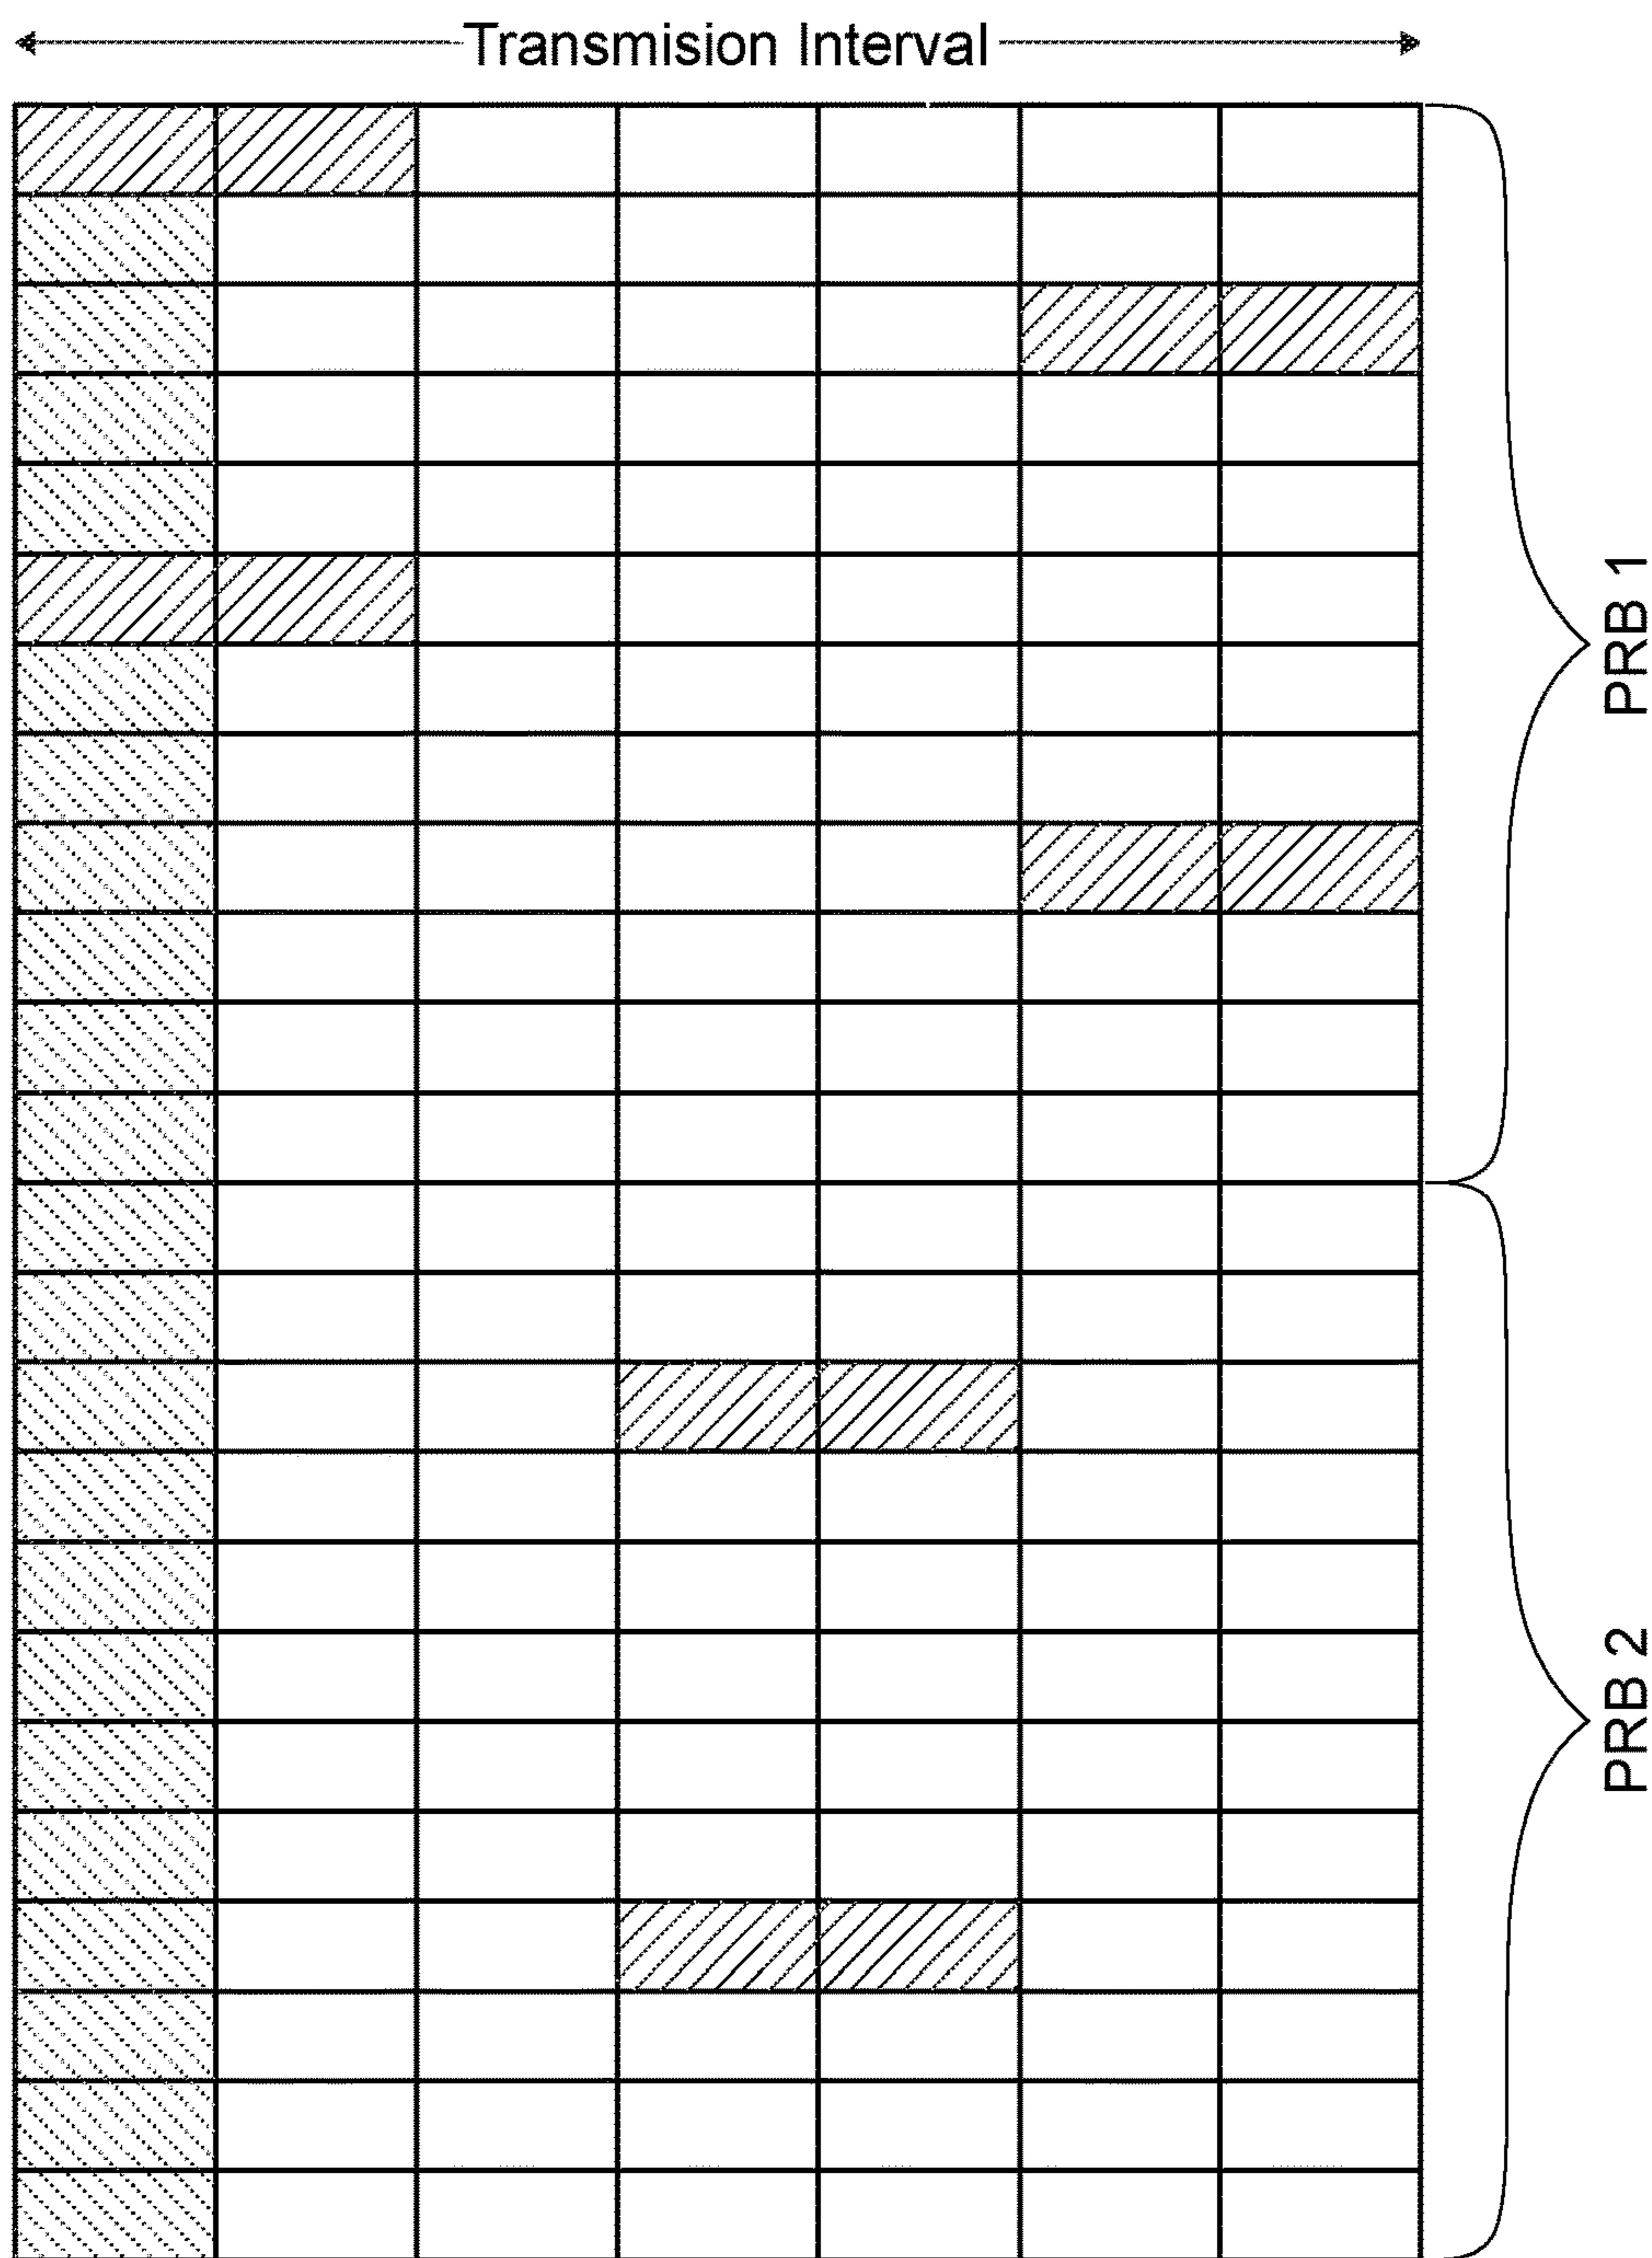 Transmision Interval
PRB 1
PRB 2